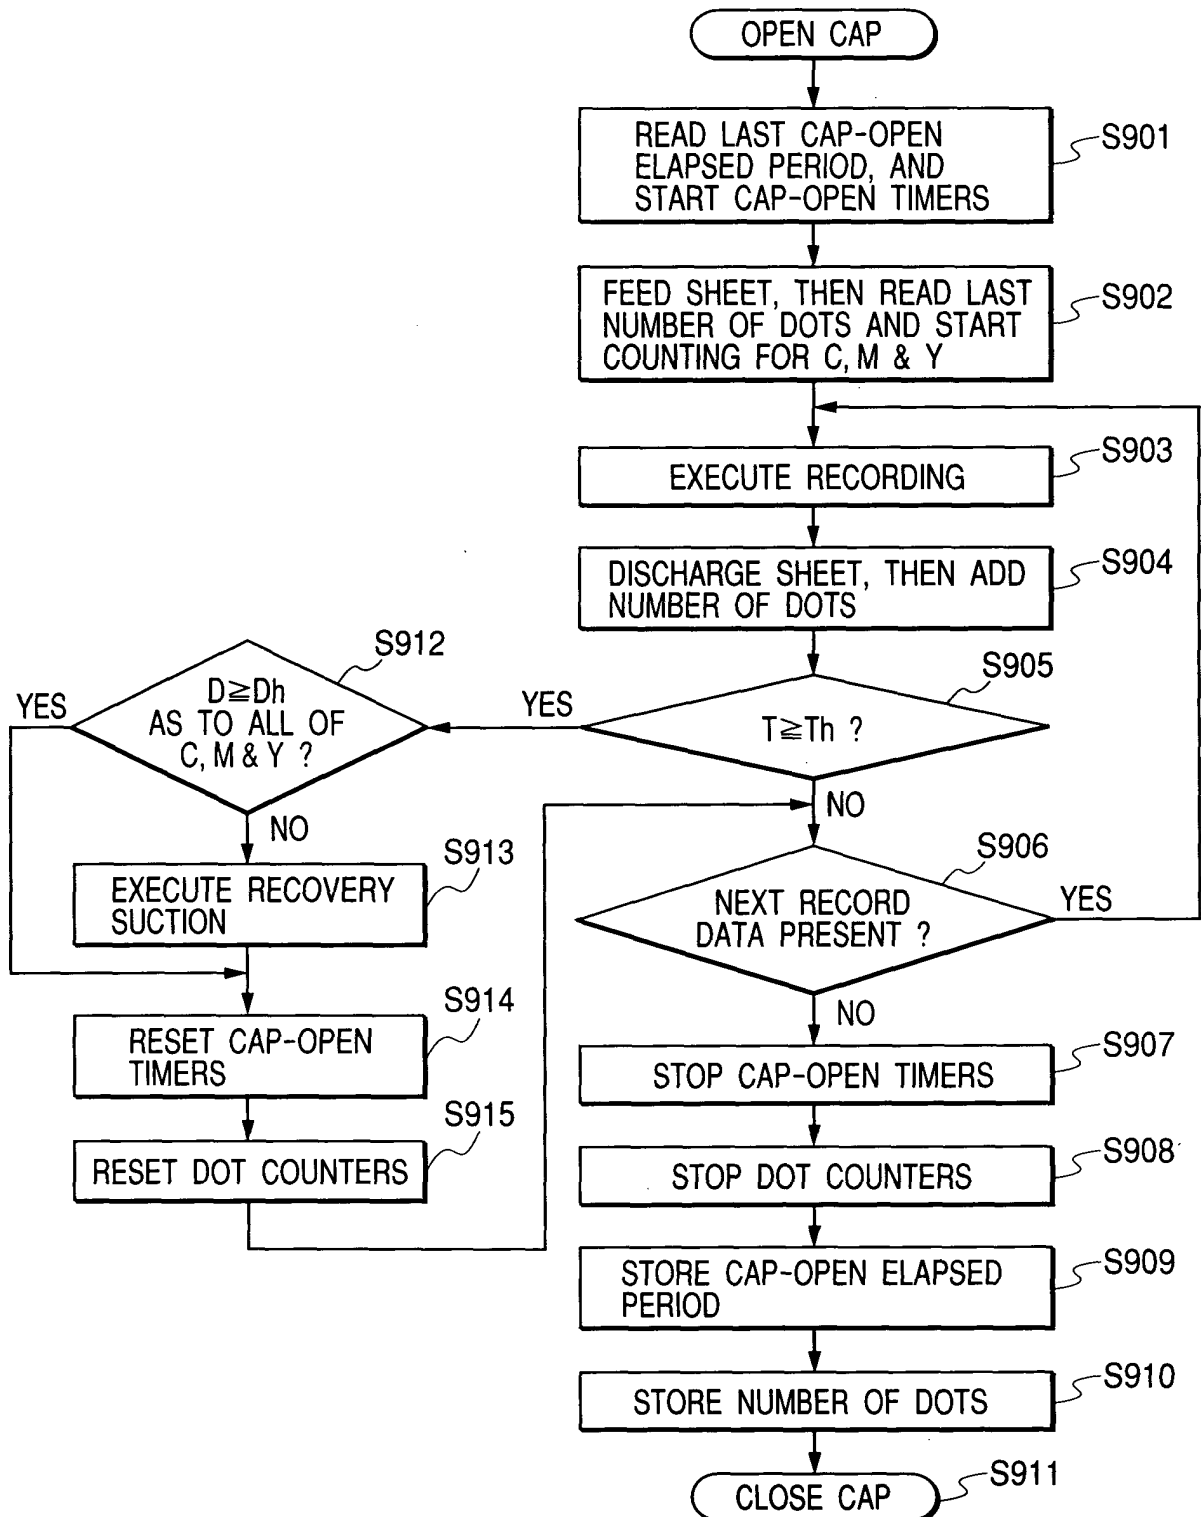 OPEN CAP
READ LAST CAP-OPEN
ELAPSED PERIOD, AND
START CAP-OPEN TIMERS
S901
FEED SHEET, THEN READ LAST
NUMBER OF DOTS AND START
COUNTING FOR C, M & Y
S902
EXECUTE RECORDING
S903
DISCHARGE SHEET, THEN ADD
NUMBER OF DOTS
S904
T≧Th ?
S905
YES
NO
D≧Dh
AS TO ALL OF
C, M & Y ?
S912
YES
NO
EXECUTE RECOVERY
SUCTION
S913
RESET CAP-OPEN
TIMERS
S914
RESET DOT COUNTERS
S915
NEXT RECORD
DATA PRESENT ?
S906
YES
NO
STOP CAP-OPEN TIMERS
S907
STOP DOT COUNTERS
S908
STORE CAP-OPEN ELAPSED
PERIOD
S909
STORE NUMBER OF DOTS
S910
CLOSE CAP
S911